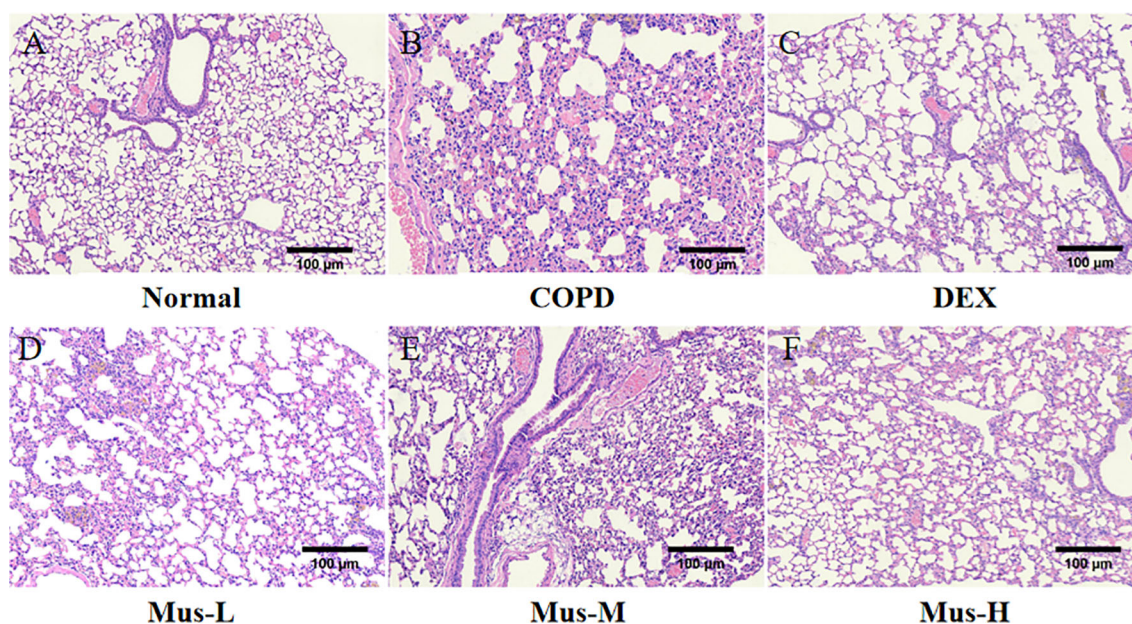 A B C
100 µm 100 µm 100 µm
Normal COPD DEX
D E F
100 µm 100 µm 100 µm
Mus-L Mus-M Mus-H